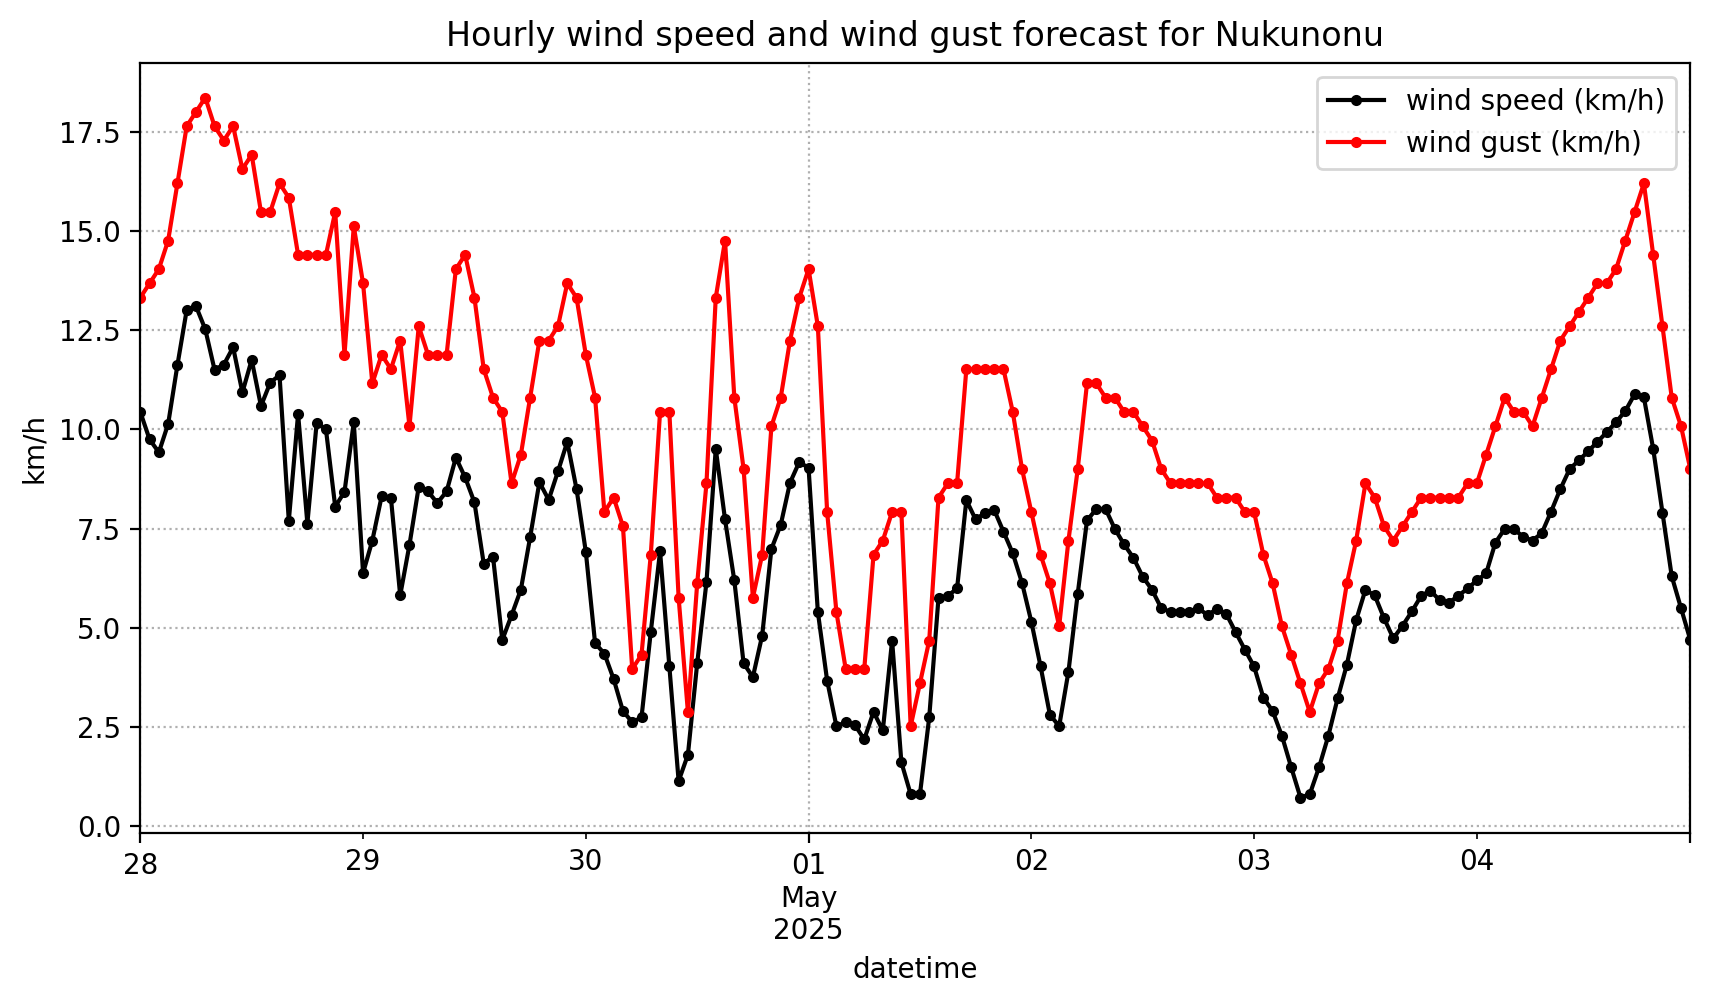 Hourly wind speed and wind gust forecast for Nukunonu
wind speed (km/h)
wind gust (km/h)
km/h
17.5
15.0
12.5
10.0
7.5
5.0
2.5
0.0
28 29 30 01 02 03 04
May
2025
datetime